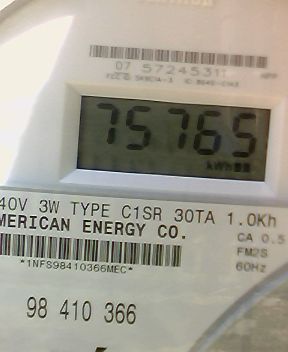 07 5724531
75765
kWh
40V 3W TYPE C1SR 30TA 1.0Kh
MERICAN ENERGY CO.
CA 0.5
*1NFS98410366MEC*
FM2S
60Hz
98 410 366